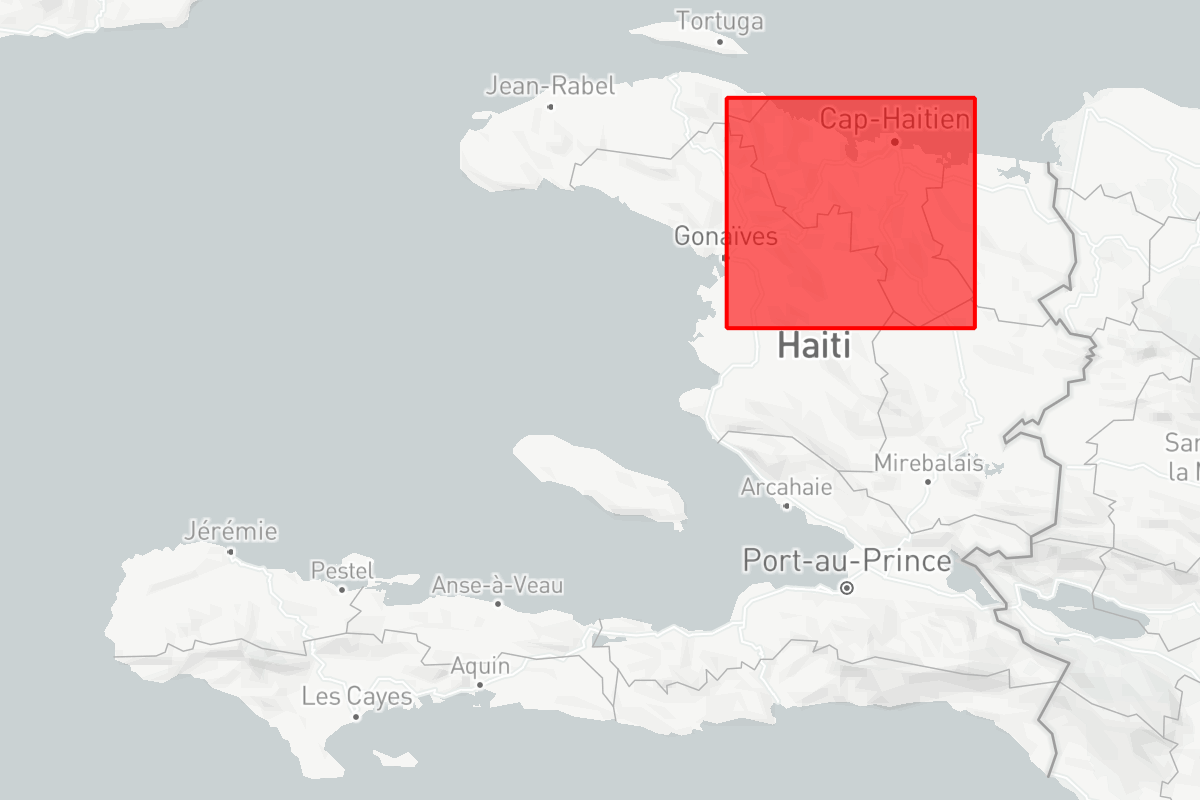 Tortuga
Jean-Rabel
Cap-Haitien
Gonaïves
Haiti
San
la M
Mirebalais
Arcahaie
Jérémie
Port-au-Prince
Pestel
Anse-à-Veau
Aquin
Les Cayes